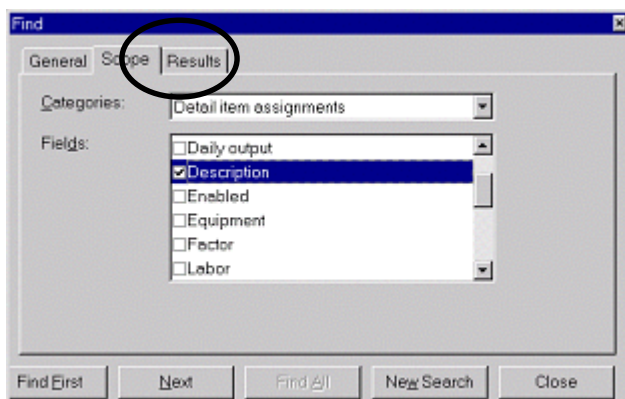 Find
General Scope Results
Categories: Detail item assignments
Fields: Daily output
Description
Enabled
Equipment
Factor
Labor
Find First Next Find All New Search Close